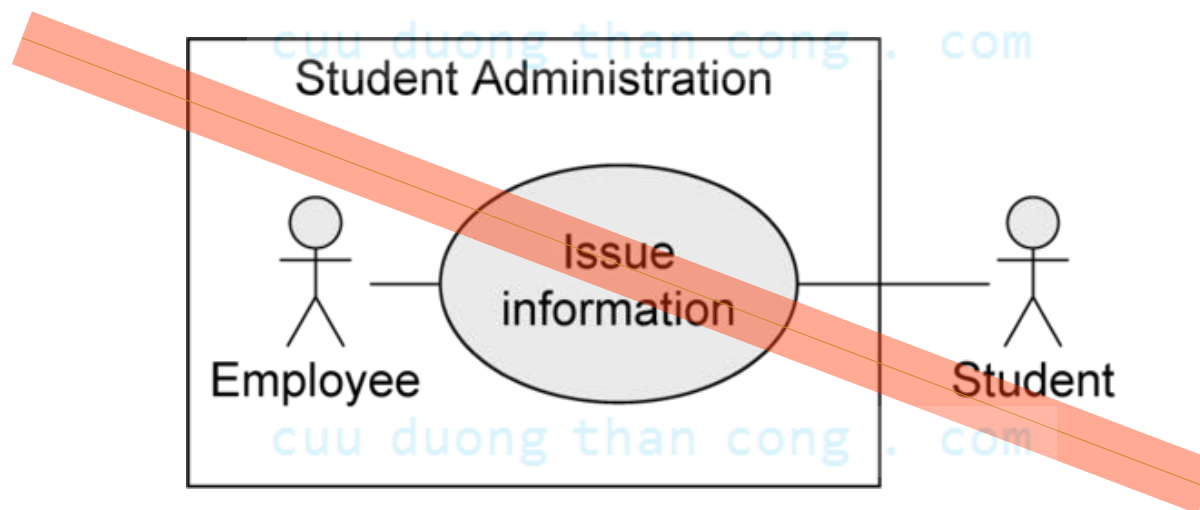 cuu duong than cong . com
Student Administration
Issue
information
Employee
Student
cuu duong than cong . com